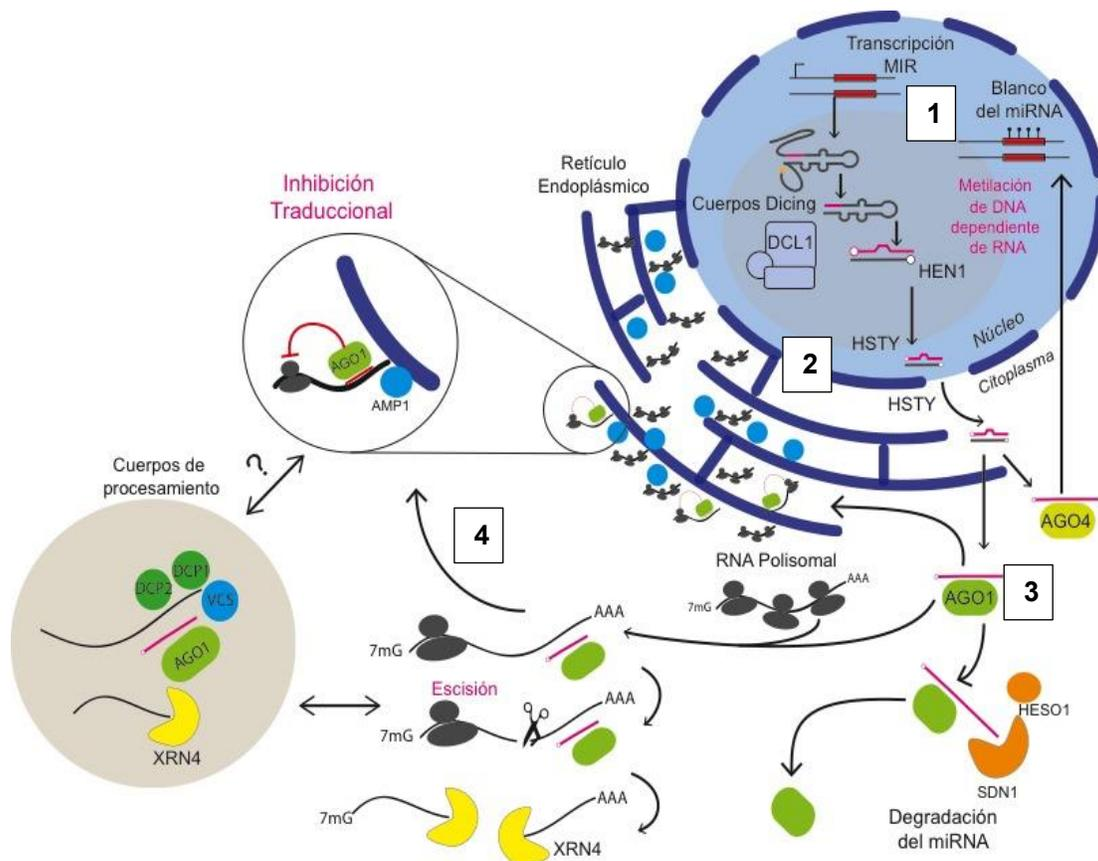 Transcripción
MIR
1
Blanco
del miRNA
Retículo
Endoplásmico
Cuerpos Dicing
DCL1
HEN1
Metilación
de DNA
dependiente
de RNA
Inhibición
Traduccional
AGO1
AMP1
2
HSTY
Núcleo
Citoplasma
HSTY
AGO4
Cuerpos de
procesamiento
?
4
RNA Polisomal
7mG
AAA
AGO1
3
DCP2
DCP1
VCS
AGO1
XRN4
7mG
AAA
Escisión
7mG
AAA
HESO1
SDN1
7mG
AAA
XRN4
Degradación
del miRNA